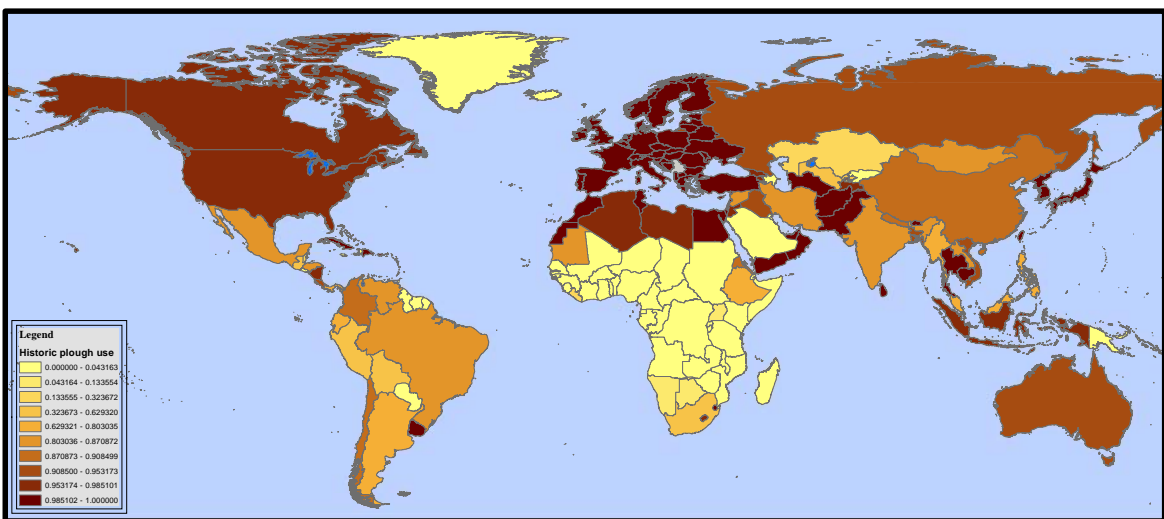 Legend
Historic plough use
0.000000 - 0.043163
0.043164 - 0.133554
0.133555 - 0.323672
0.323673 - 0.629320
0.629321 - 0.803035
0.803036 - 0.870872
0.870873 - 0.908499
0.908500 - 0.953173
0.953174 - 0.985101
0.985102 - 1.000000